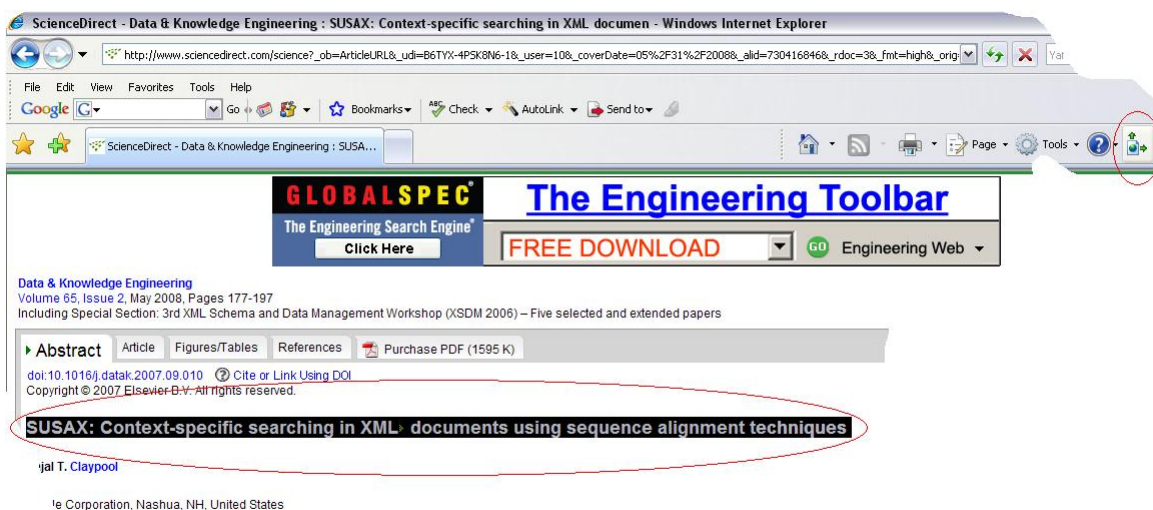 ScienceDirect - Data & Knowledge Engineering : SUSAX: Context-specific searching in XML documen - Windows Internet Explorer
http://www.sciencedirect.com/science?_ob=ArticleURL&_udi=B6TYX-4PSK8N6-1&_user=10&_coverDate=05%2F31%2F2008&_alid=730416846&_rdoc=3&_fmt=high&_orig
File Edit View Favorites Tools Help
Google G Go Bookmarks ABC Check AutoLink Send to
ScienceDirect - Data & Knowledge Engineering : SUSA... Page Tools
GLOBALSPEC® The Engineering Toolbar
The Engineering Search Engine®
Click Here FREE DOWNLOAD GO Engineering Web
Data & Knowledge Engineering
Volume 65, Issue 2, May 2008, Pages 177-197
Including Special Section: 3rd XML Schema and Data Management Workshop (XSDM 2006) – Five selected and extended papers
Abstract Article Figures/Tables References Purchase PDF (1595 K)
doi:10.1016/j.datak.2007.09.010 ? Cite or Link Using DOI
Copyright © 2007 Elsevier B.V. All rights reserved.
SUSAX: Context-specific searching in XML documents using sequence alignment techniques
jal T. Claypool
e Corporation, Nashua, NH, United States